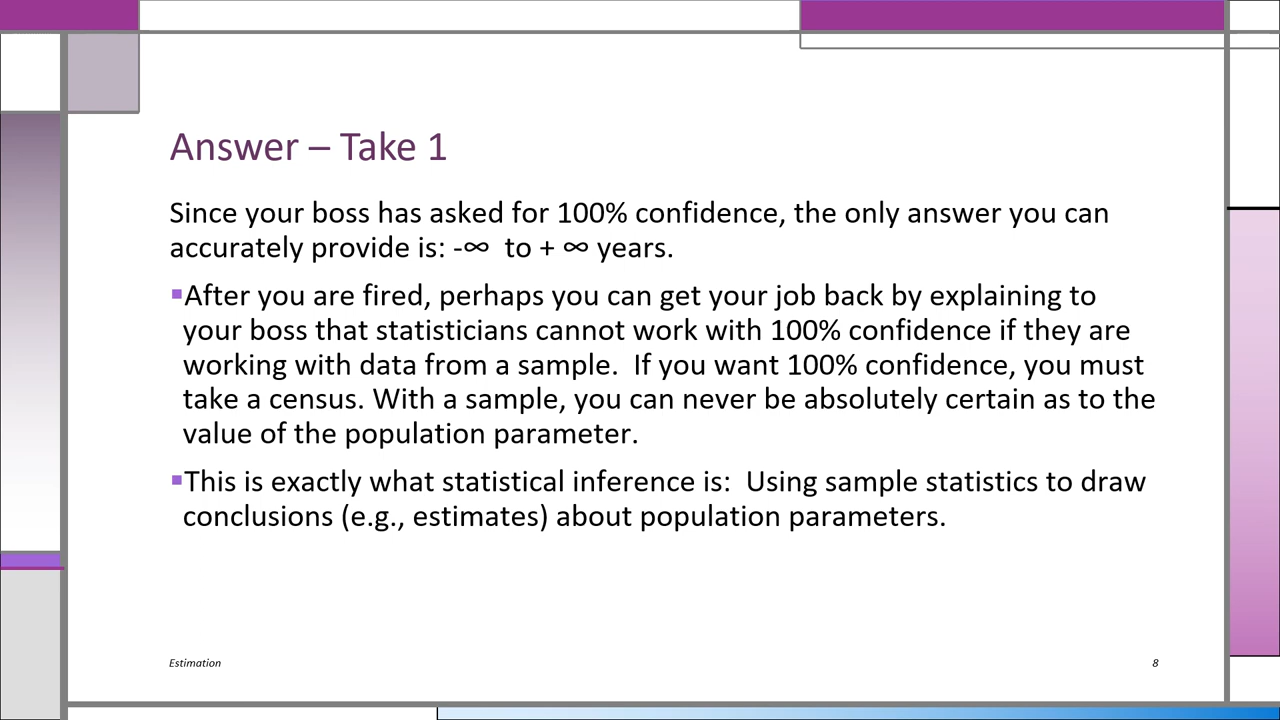 Answer – Take 1
Since your boss has asked for 100% confidence, the only answer you can
accurately provide is: -∞  to + ∞ years.
▪After you are fired, perhaps you can get your job back by explaining to
your boss that statisticians cannot work with 100% confidence if they are
working with data from a sample.  If you want 100% confidence, you must
take a census. With a sample, you can never be absolutely certain as to the
value of the population parameter.
▪This is exactly what statistical inference is:  Using sample statistics to draw
conclusions (e.g., estimates) about population parameters.
Estimation
8